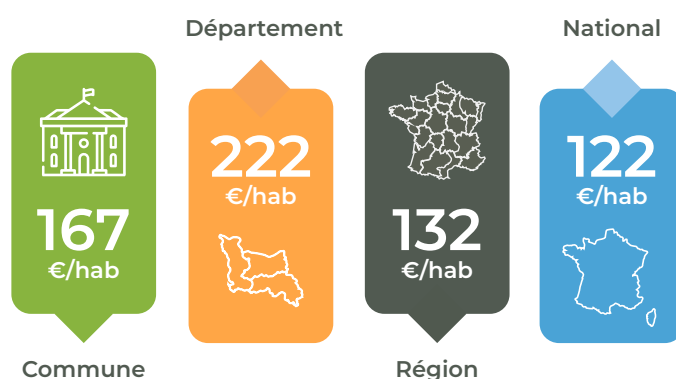 Département
National
167
€/hab
222
€/hab
132
€/hab
122
€/hab
Commune
Région